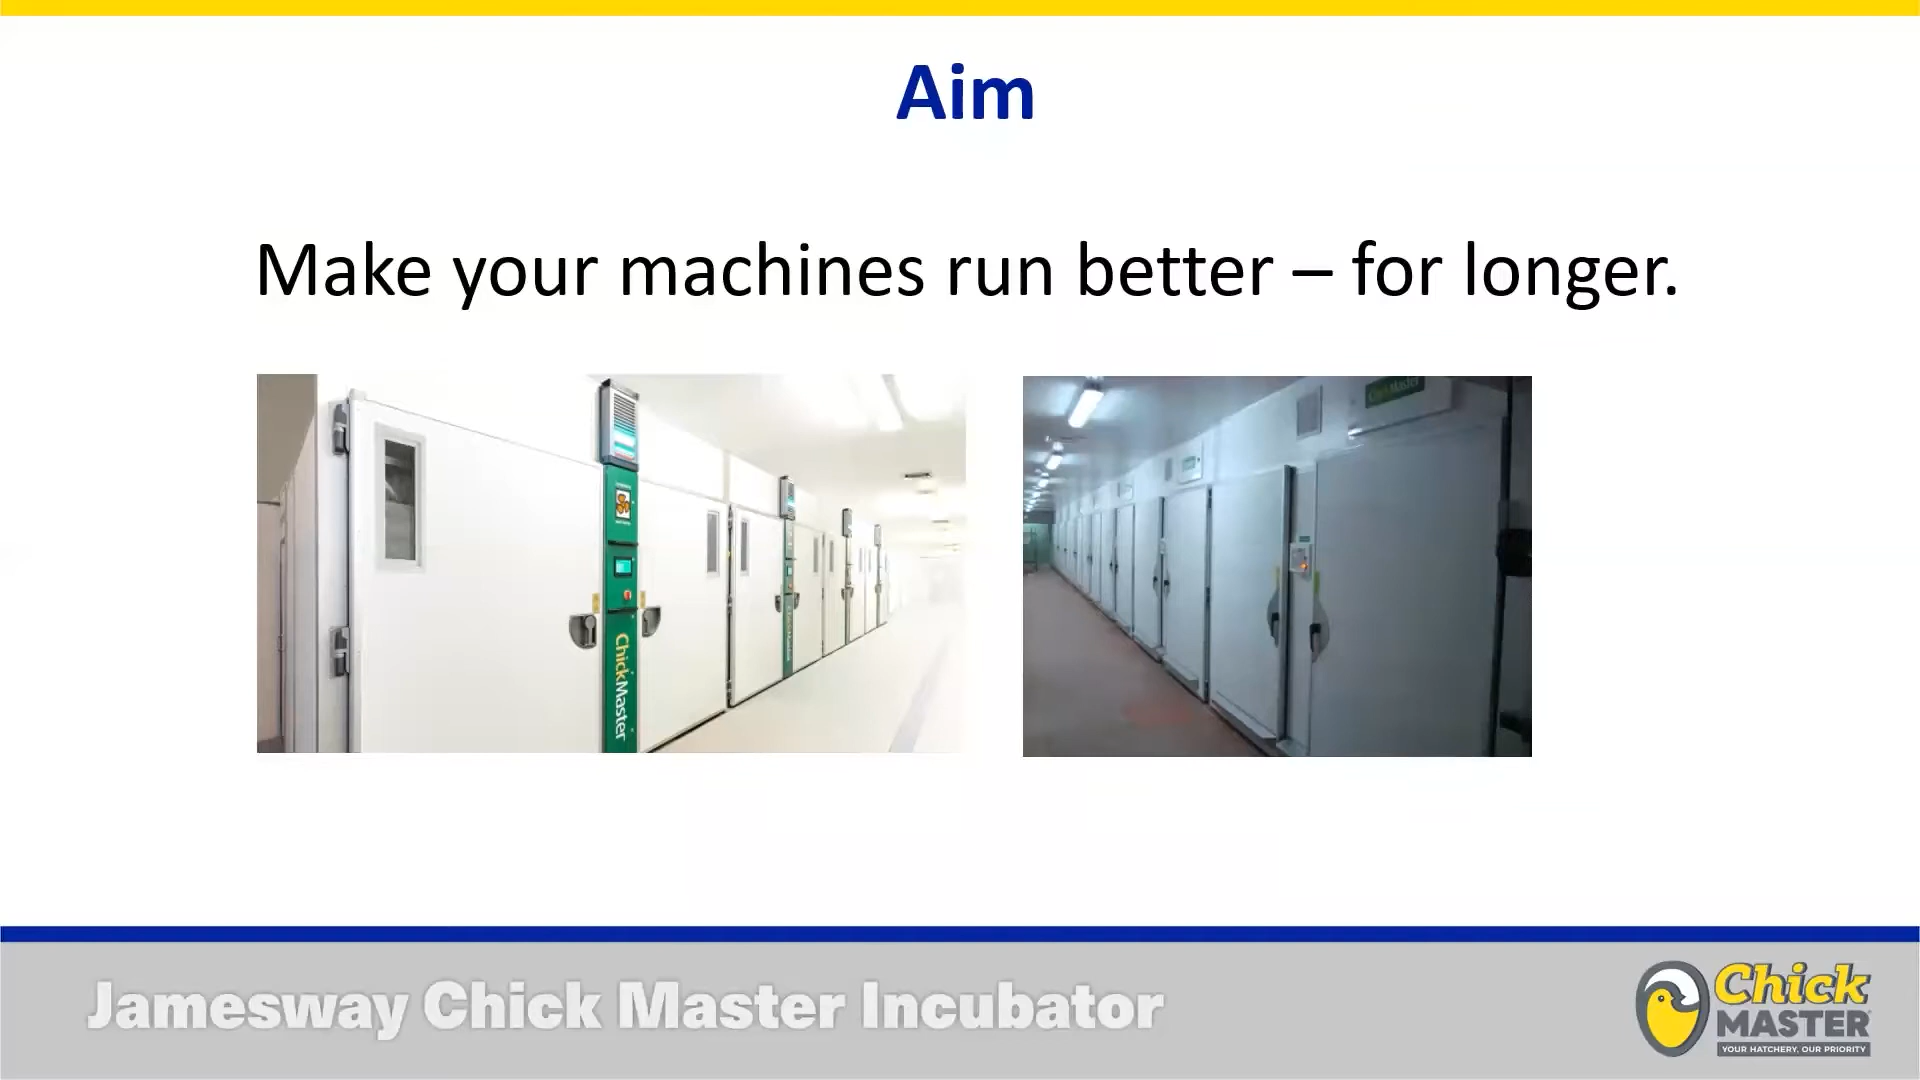 Aim
Make your machines run better – for longer.
ChickMaster
Jamesway Chick Master Incubator
Chick
MASTER
YOUR HATCHERY, OUR PRIORITY